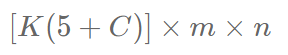 [K(5 + C)] × m × n